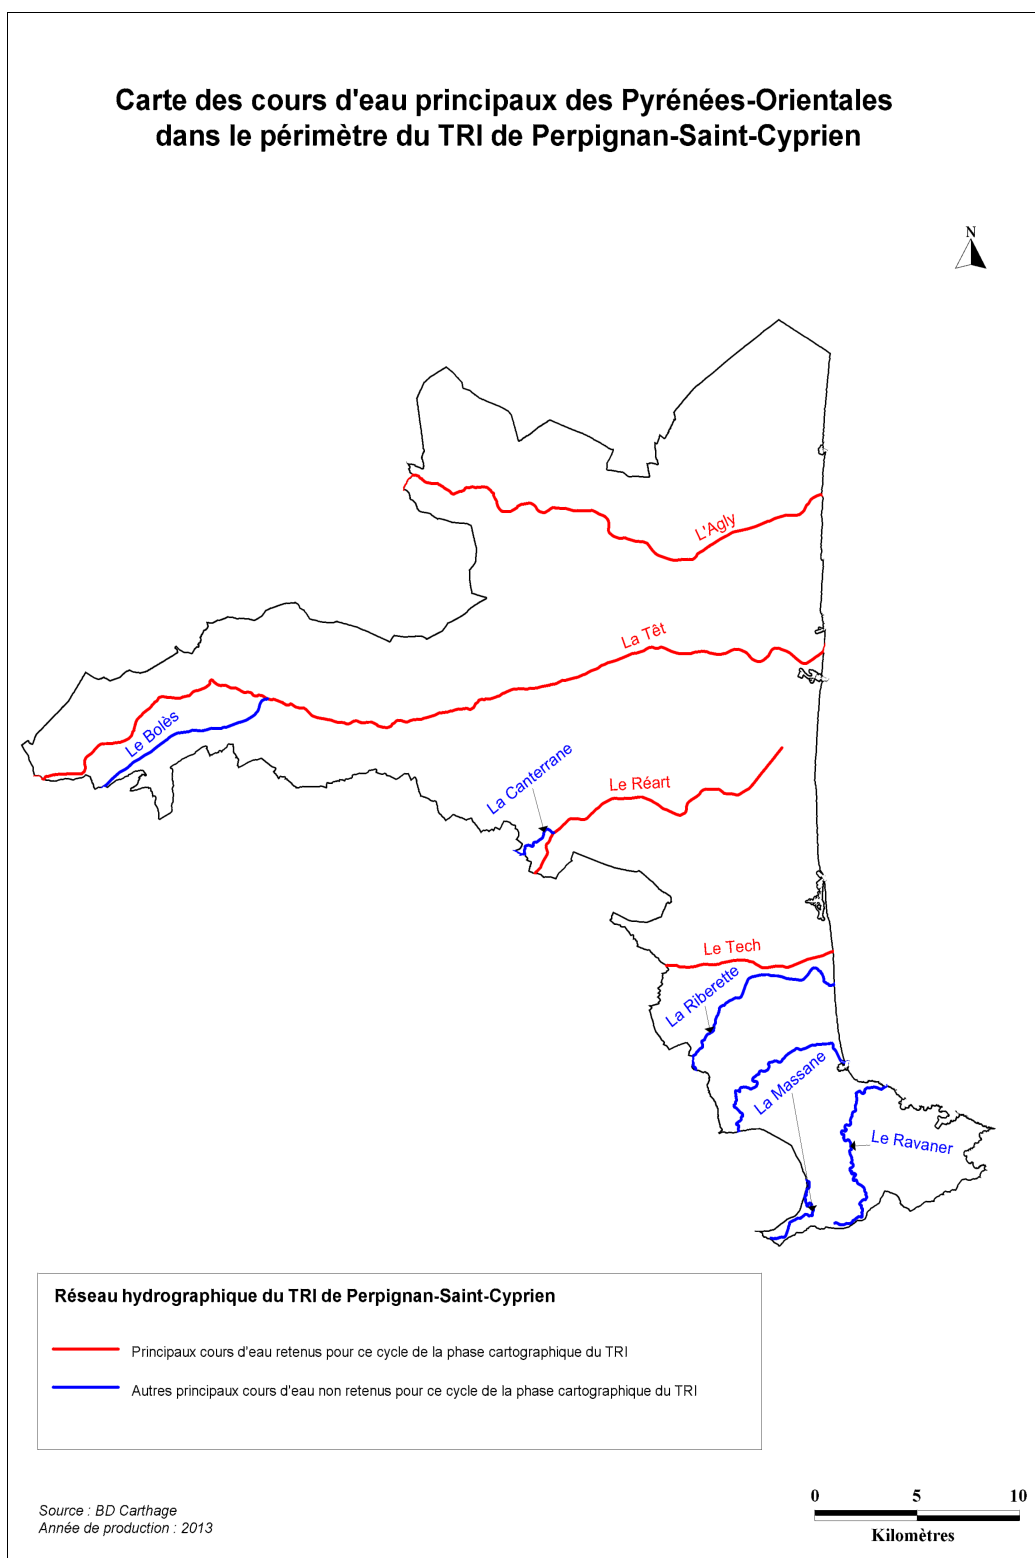 Carte des cours d'eau principaux des Pyrénées-Orientales
dans le périmètre du TRI de Perpignan-Saint-Cyprien
N
L'Agly
La Têt
Le Bolès
La Canterrane
Le Réart
Le Tech
La Riberette
La Massane
Le Ravaner
Réseau hydrographique du TRI de Perpignan-Saint-Cyprien
Principaux cours d'eau retenus pour ce cycle de la phase cartographique du TRI
Autres principaux cours d'eau non retenus pour ce cycle de la phase cartographique du TRI
Source : BD Carthage
Année de production : 2013
0 5 10
Kilomètres